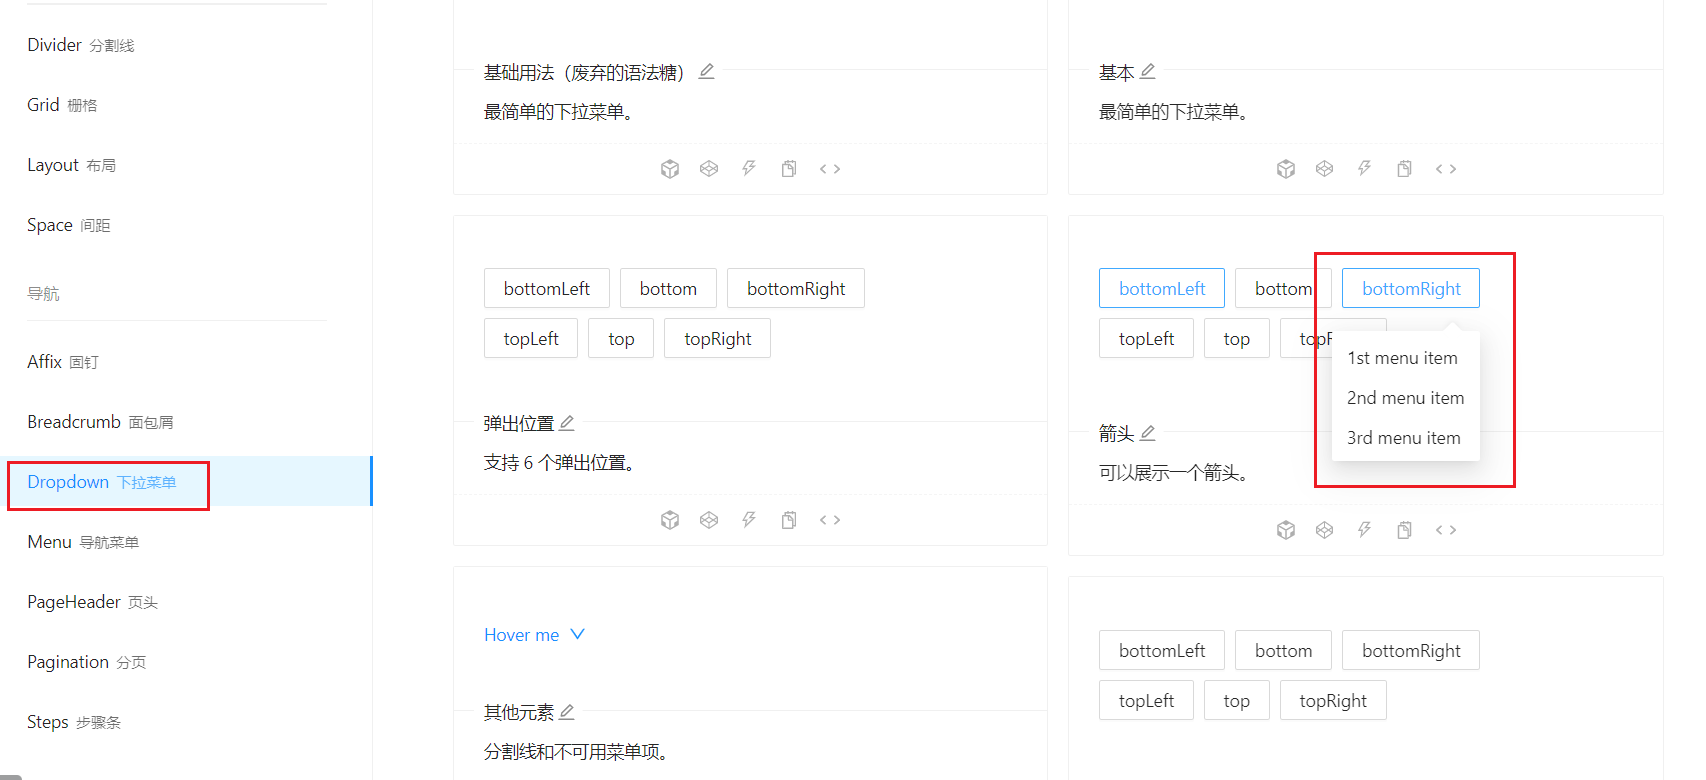 Divider 分割线
Grid 栅格
Layout 布局
Space 间距
导航
Affix 固钉
Breadcrumb 面包屑
Dropdown 下拉菜单
Menu 导航菜单
PageHeader 页头
Pagination 分页
Steps 步骤条
基础用法（废弃的语法糖）
最简单的下拉菜单。
基本
最简单的下拉菜单。
bottomLeft bottom bottomRight
topLeft top topRight
弹出位置
支持 6 个弹出位置。
bottomLeft bottom bottomRight
topLeft top
1st menu item
2nd menu item
3rd menu item
箭头
可以展示一个箭头。
Hover me
其他元素
分割线和不可用菜单项。
bottomLeft bottom bottomRight
topLeft top topRight